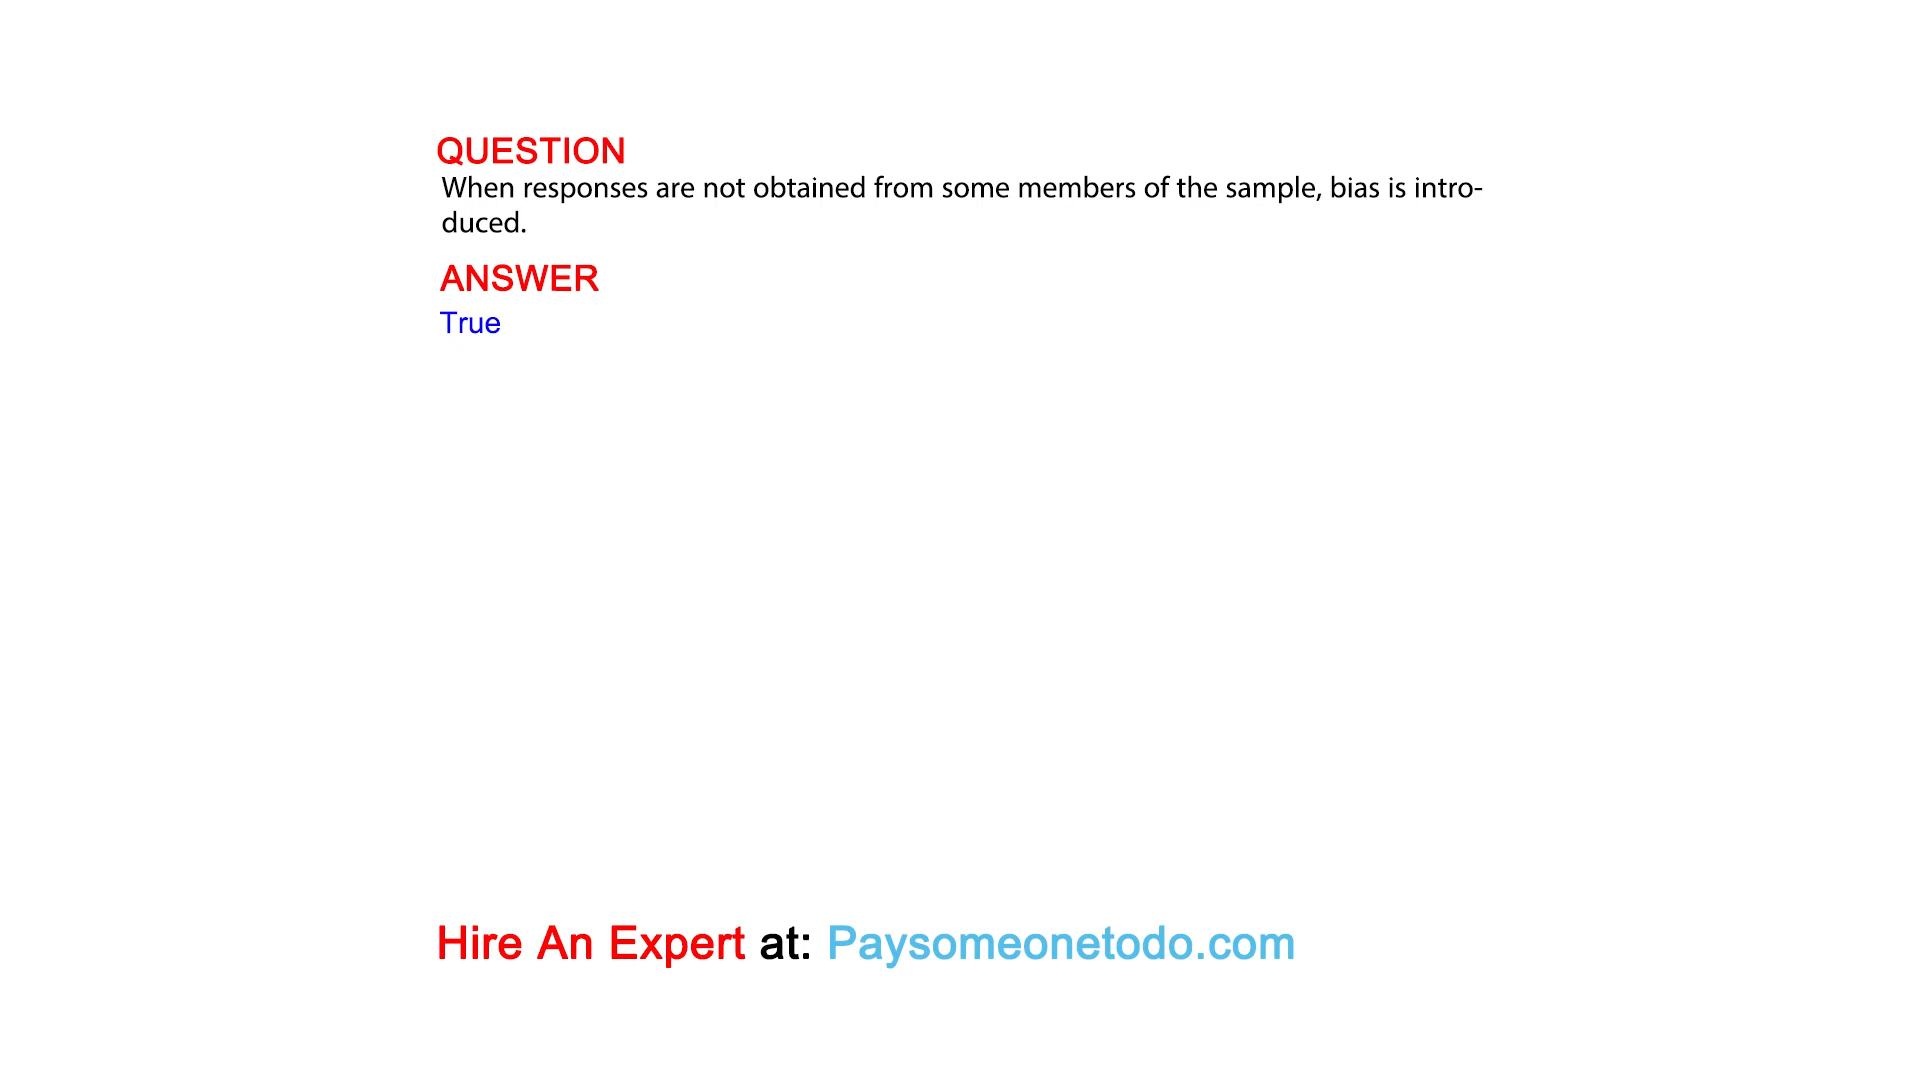 QUESTION
When responses are not obtained from some members of the sample, bias is intro-
duced.
ANSWER
True
Hire An Expert at: Paysomeonetodo.com